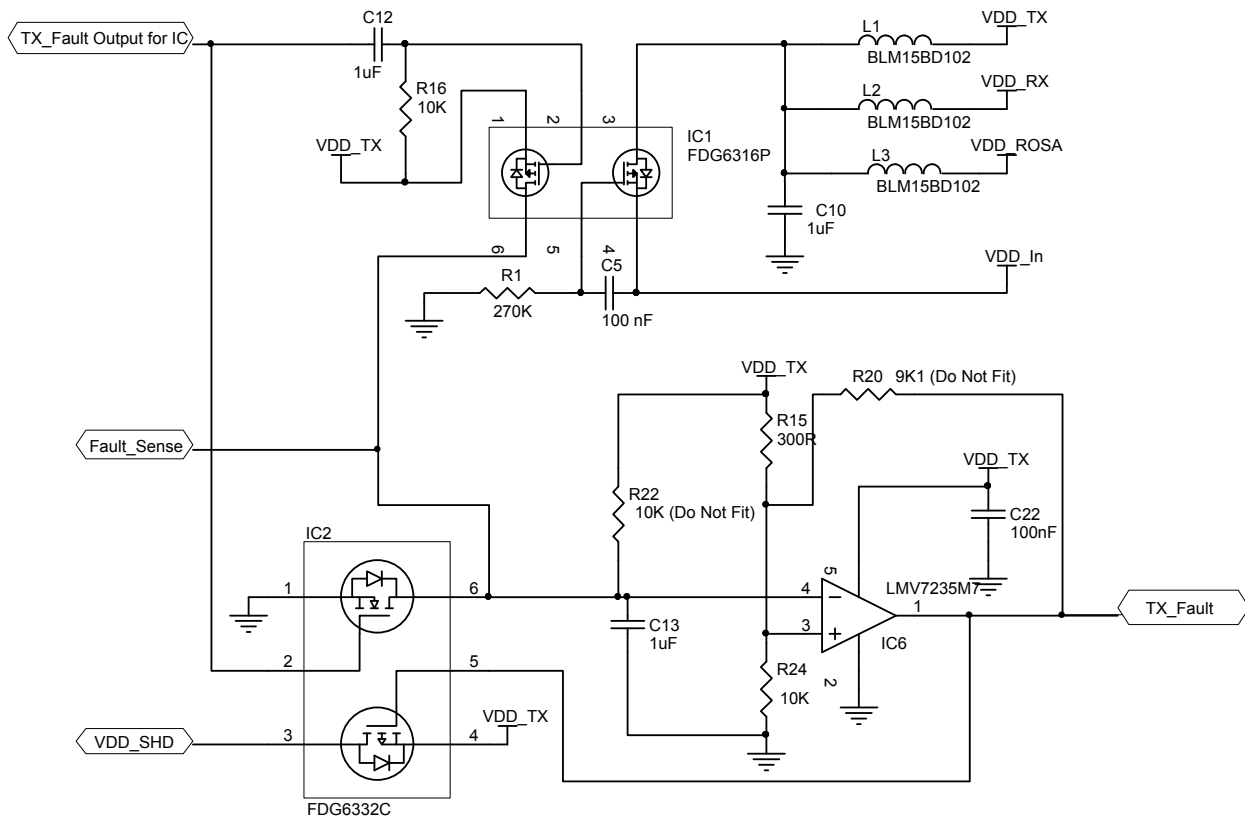 TX_Fault Output for IC
C12
1uF
R16
10K
VDD_TX
1
2
3
IC1
FDG6316P
L1
BLM15BD102
VDD_TX
L2
BLM15BD102
VDD_RX
L3
BLM15BD102
VDD_ROSA
C10
1uF
6
5
4
R1
270K
C5
100 nF
VDD_In
Fault_Sense
VDD_TX
R15
300R
R20 9K1 (Do Not Fit)
R22
10K (Do Not Fit)
VDD_TX
C22
100nF
IC2
1
6
2
5
3
4
VDD_TX
VDD_SHD
FDG6332C
C13
1uF
5
4
3
LMV7235M7
1
IC6
2
R24
10K
TX_Fault